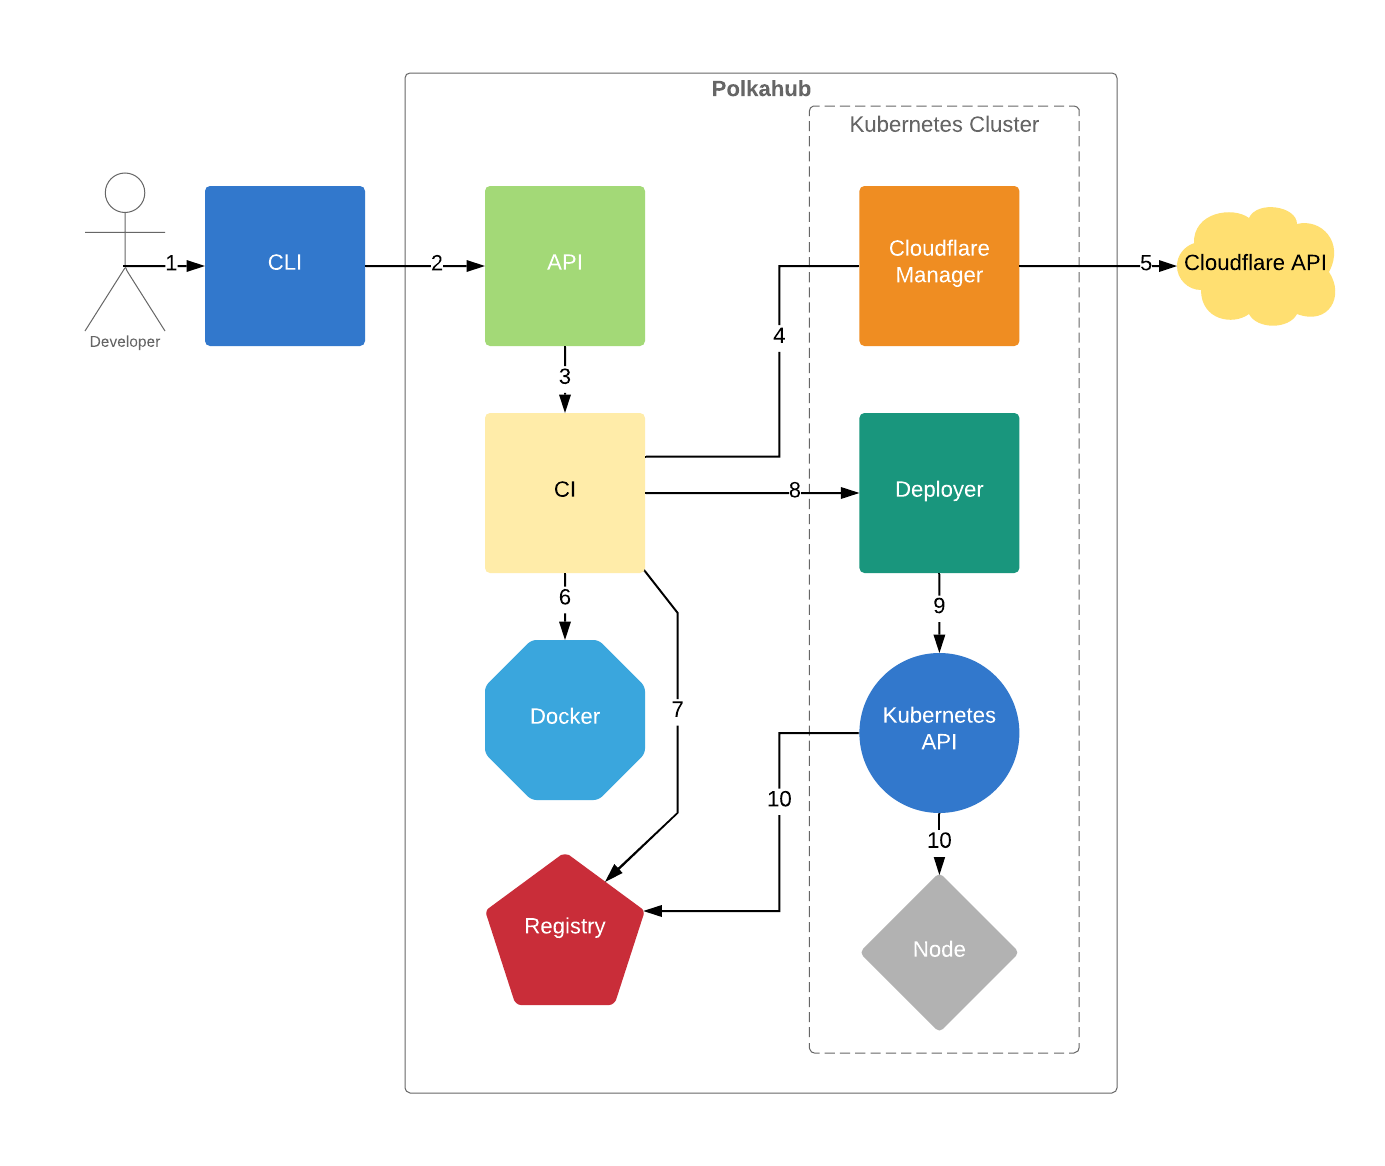 Polkahub
Kubernetes Cluster
Developer
1
CLI
2
API
Cloudflare
Manager
5
Cloudflare API
4
3
CI
8
Deployer
6
9
Docker
7
Kubernetes
API
10
10
Registry
Node